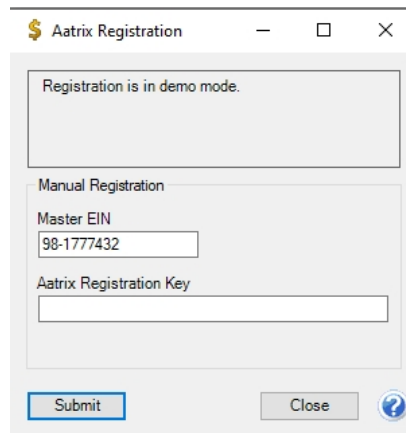 Aatrix Registration
Registration is in demo mode.
Manual Registration
Master EIN
98-1777432
Aatrix Registration Key
Submit
Close
?